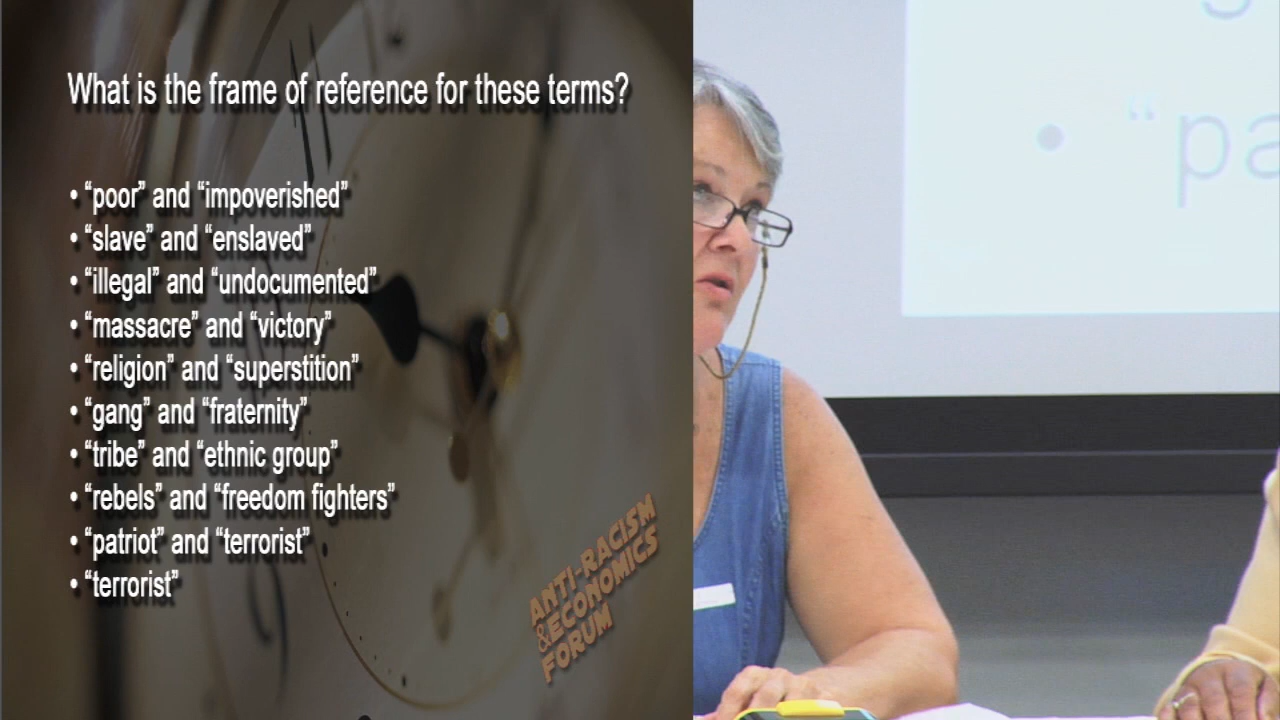 What is the frame of reference for these terms?
• “poor” and “impoverished”
• “slave” and “enslaved”
• “illegal” and “undocumented”
• “massacre” and “victory”
• “religion” and “superstition”
• “gang” and “fraternity”
• “tribe” and “ethnic group”
• “rebels” and “freedom fighters”
• “patriot” and “terrorist”
• “terrorist”
ANTI-RACISM
&ECONOMICS
FORUM
• “pa